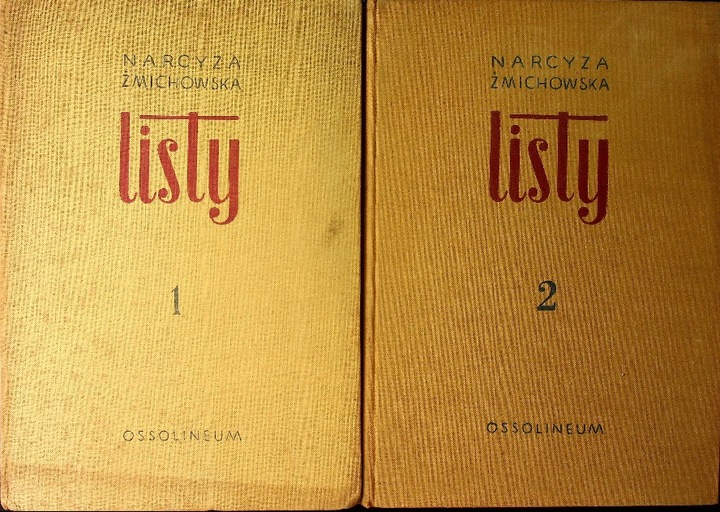 NARCYZA
ŻMICHOWSKA
listy
1
OSSOLINEUM
NARCYZA
ŻMICHOWSKA
listy
2
OSSOLINEUM